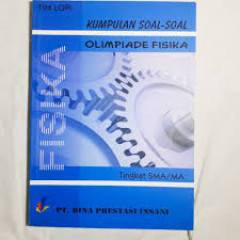 TIM LOPI
KUMPULAN SOAL-SOAL
OLIMPIADE FISIKA
FISIKA
Tingkat SMA/MA
PT. BINA PRESTASI INSANI